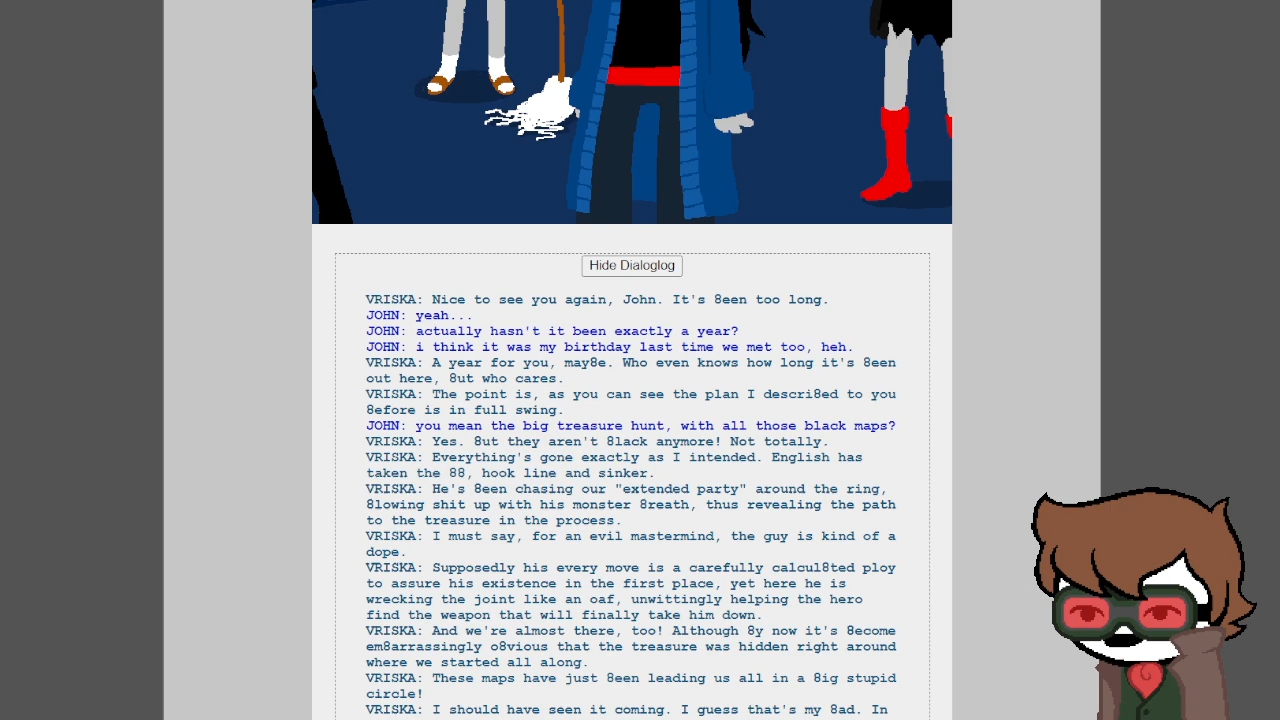 Hide Dialoglog
VRISKA: Nice to see you again, John. It's 8een too long.
JOHN: yeah...
JOHN: actually hasn't it been exactly a year?
JOHN: i think it was my birthday last time we met too, heh.
VRISKA: A year for you, may8e. Who even knows how long it's 8een
out here, 8ut who cares.
VRISKA: The point is, as you can see the plan I descri8ed to you
8efore is in full swing.
JOHN: you mean the big treasure hunt, with all those black maps?
VRISKA: Yes. 8ut they aren't 8lack anymore! Not totally.
VRISKA: Everything's gone exactly as I intended. English has
taken the 88, hook line and sinker.
VRISKA: He's 8een chasing our "extended party" around the ring,
8lowing shit up with his monster 8reath, thus revealing the path
to the treasure in the process.
VRISKA: I must say, for an evil mastermind, the guy is kind of a
dope.
VRISKA: Supposedly his every move is a carefully calcul8ted ploy
to assure his existence in the first place, yet here he is
wrecking the joint like an oaf, unwittingly helping the hero
find the weapon that will finally take him down.
VRISKA: And we're almost there, too! Although 8y now it's 8ecome
em8arrassingly o8vious that the treasure was hidden right around
where we started all along.
VRISKA: These maps have just 8een leading us all in a 8ig stupid
circle!
VRISKA: I should have seen it coming. I guess that's my 8ad. In